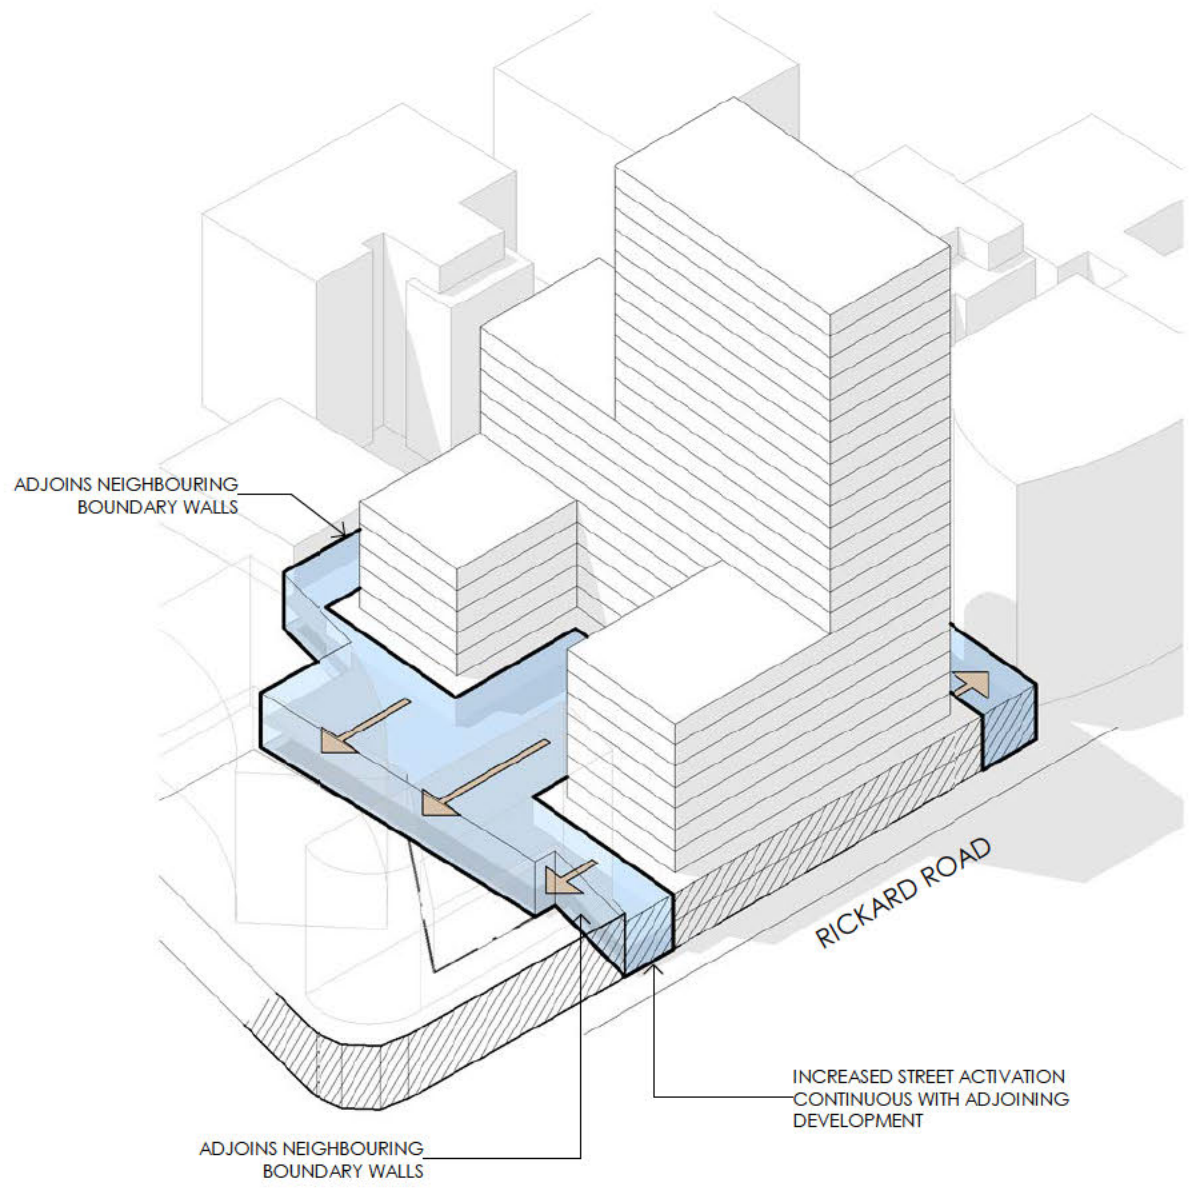 ADJOINS NEIGHBOURING
BOUNDARY WALLS
RICKARD ROAD
INCREASED STREET ACTIVATION
CONTINUOUS WITH ADJOINING
DEVELOPMENT
ADJOINS NEIGHBOURING
BOUNDARY WALLS